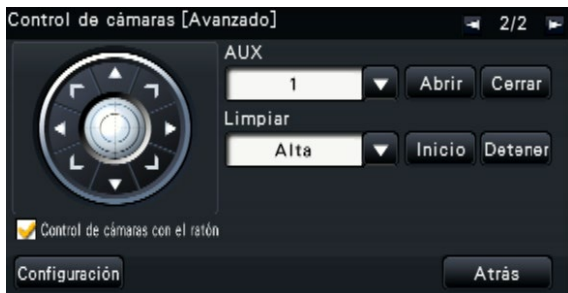 Control de cámaras [Avanzado] 2/2
AUX
1 Abrir Cerrar
Limpiar
Alta Inicio Detener
Control de cámaras con el ratón
Configuración Atrás